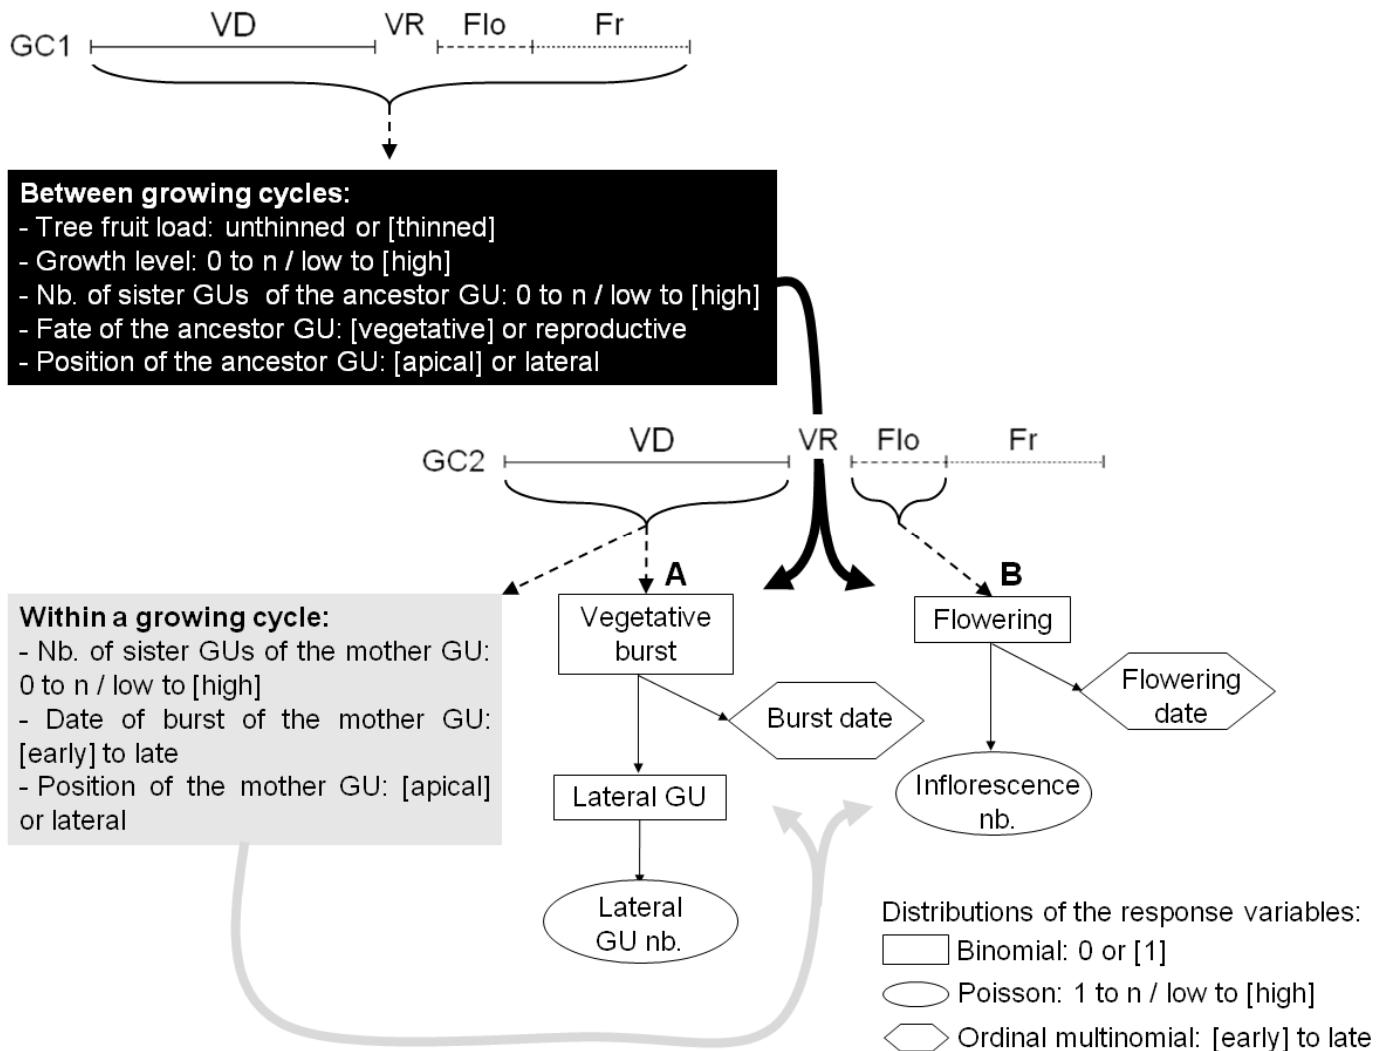 GC1 VD VR Flo Fr
Between growing cycles:
- Tree fruit load: unthinned or [thinned]
- Growth level: 0 to n / low to [high]
- Nb. of sister GUs of the ancestor GU: 0 to n / low to [high]
- Fate of the ancestor GU: [vegetative] or reproductive
- Position of the ancestor GU: [apical] or lateral
GC2 VD VR Flo Fr
Within a growing cycle:
- Nb. of sister GUs of the mother GU:
0 to n / low to [high]
- Date of burst of the mother GU:
[early] to late
- Position of the mother GU: [apical]
or lateral
A
Vegetative
burst
Burst date
Lateral GU
Lateral
GU nb.
B
Flowering
Flowering
date
Inflorescence
nb.
Distributions of the response variables:
Binomial: 0 or [1]
Poisson: 1 to n / low to [high]
Ordinal multinomial: [early] to late